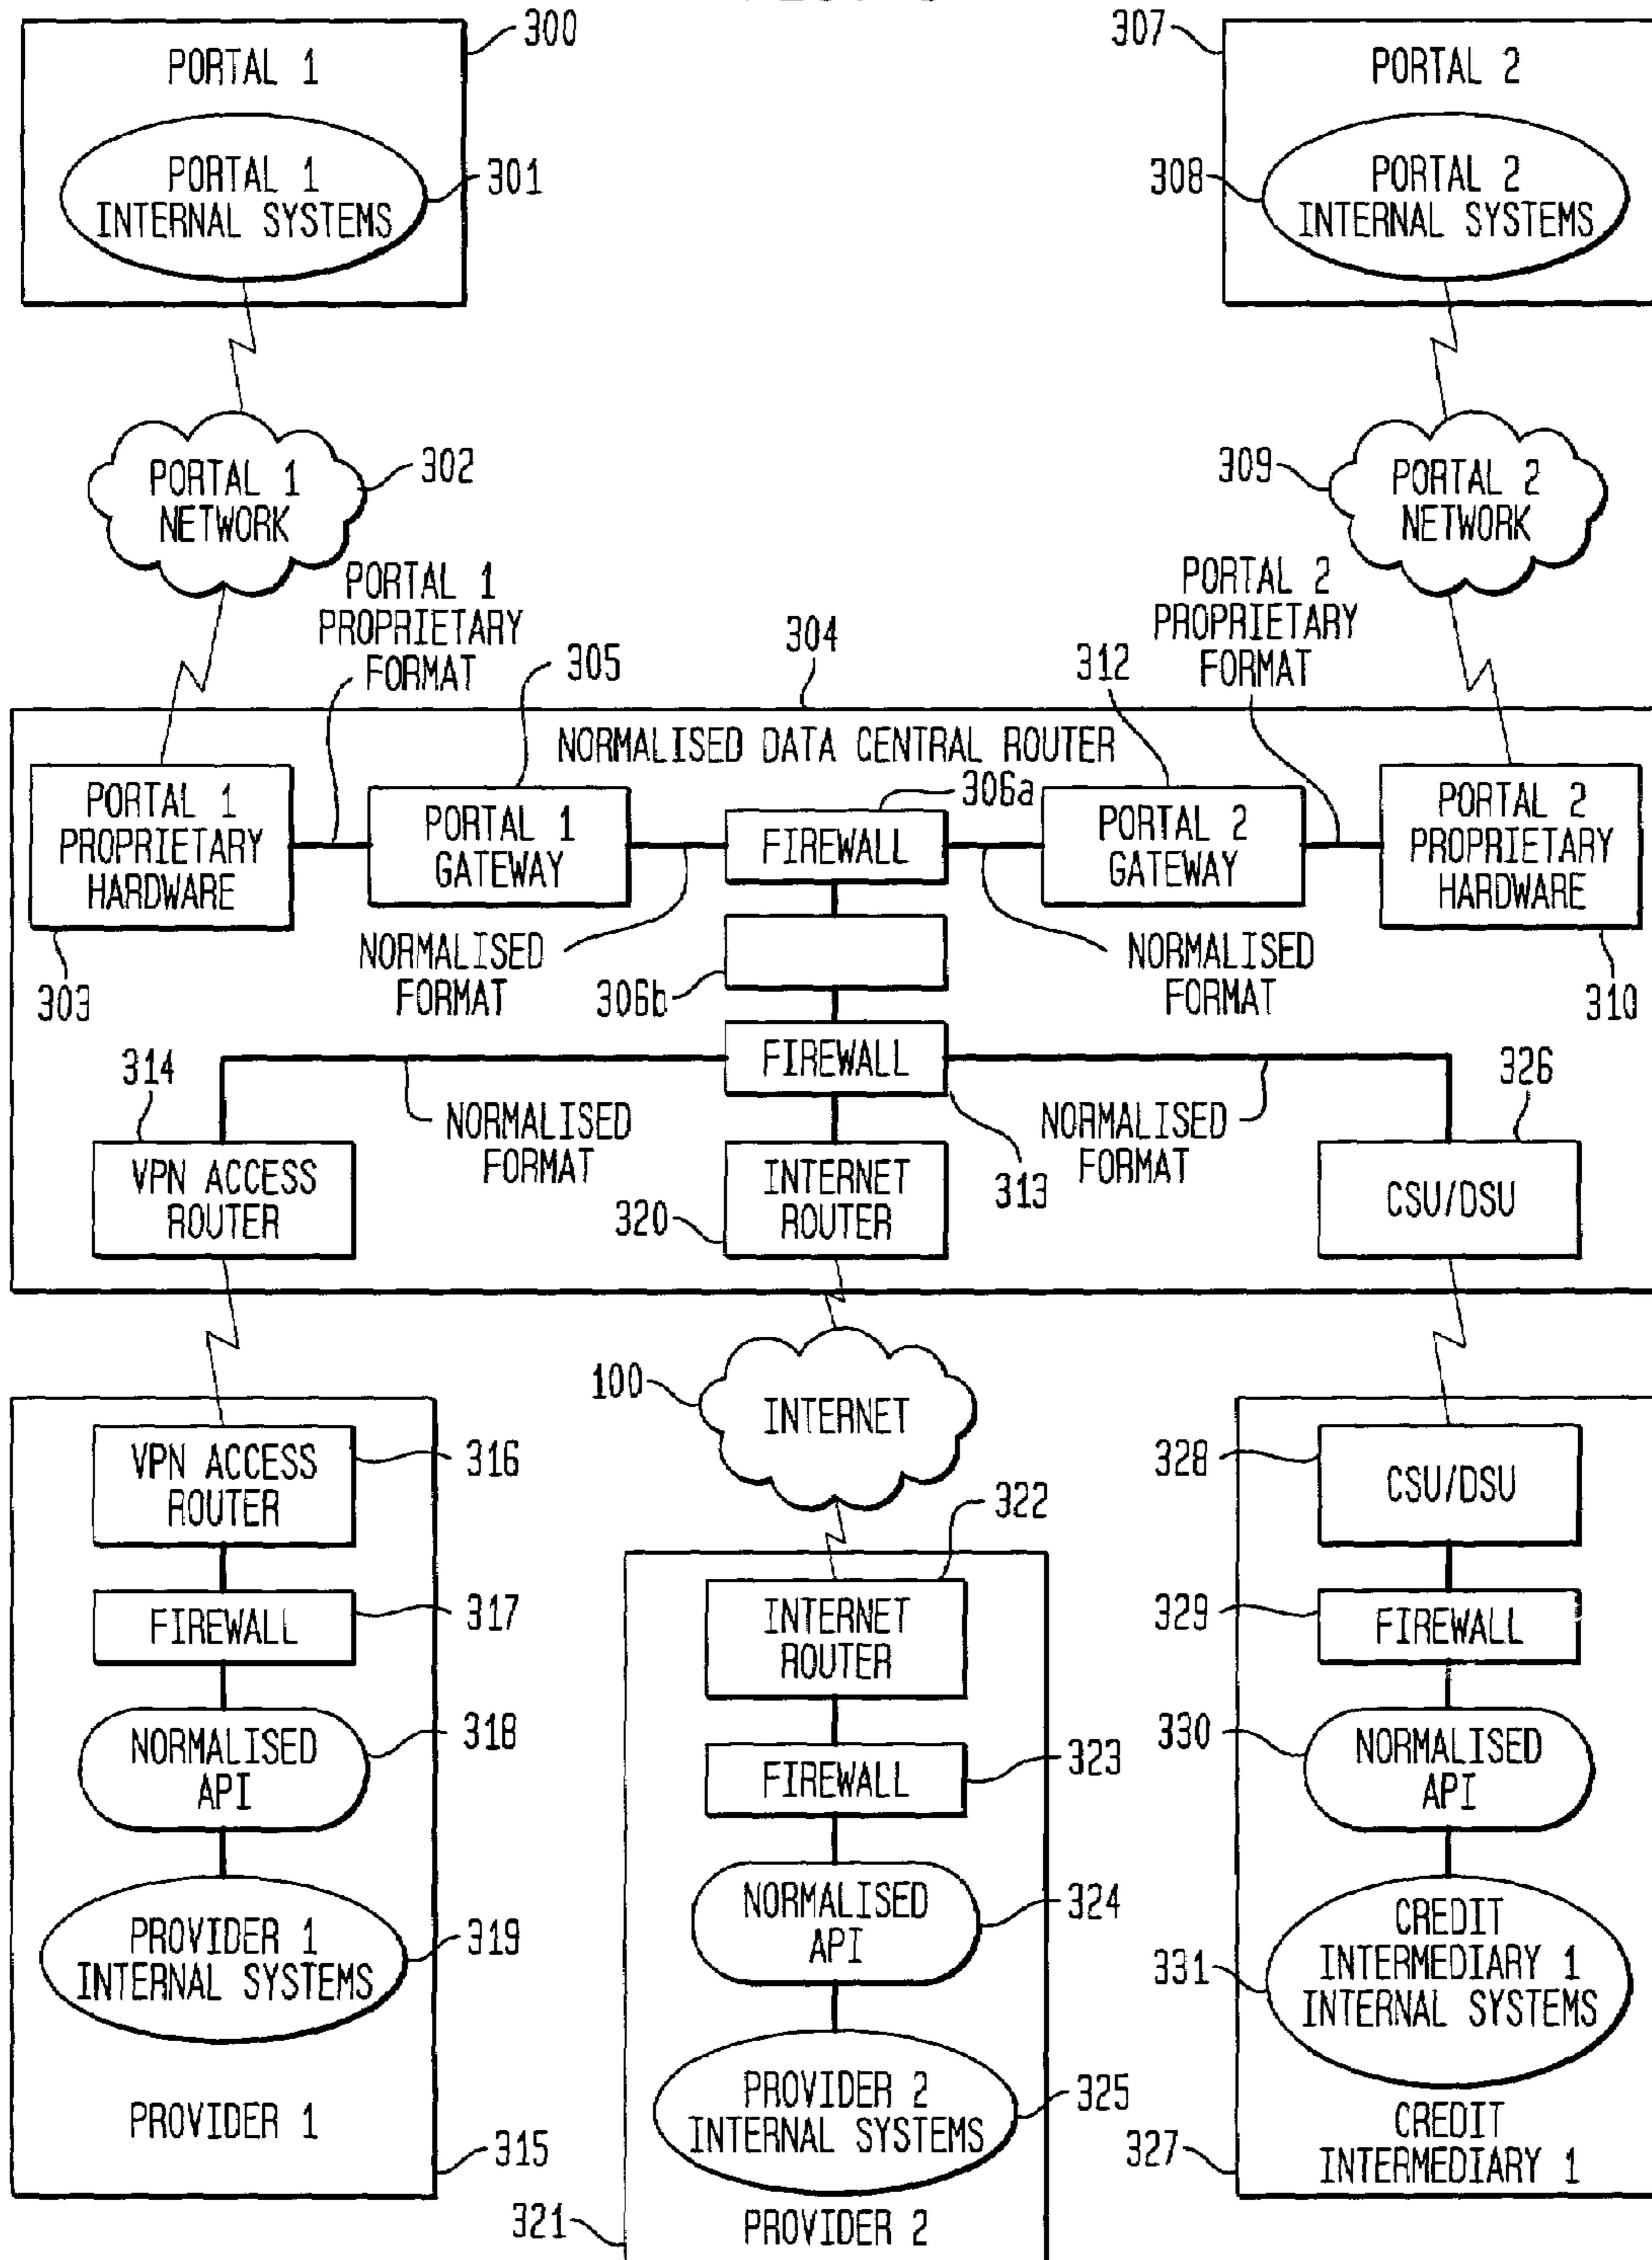 300
PORTAL 1
PORTAL 1
INTERNAL SYSTEMS
301
307
PORTAL 2
308
PORTAL 2
INTERNAL SYSTEMS
PORTAL 1
NETWORK
302
309
PORTAL 2
NETWORK
PORTAL 1
PROPRIETARY
FORMAT
PORTAL 2
PROPRIETARY
FORMAT
305
304
312
NORMALISED DATA CENTRAL ROUTER
PORTAL 1
PROPRIETARY
HARDWARE
303
PORTAL 1
GATEWAY
NORMALISED
FORMAT
306a
FIREWALL
306b
PORTAL 2
GATEWAY
NORMALISED
FORMAT
PORTAL 2
PROPRIETARY
HARDWARE
310
314
VPN ACCESS
ROUTER
NORMALISED
FORMAT
FIREWALL
313
NORMALISED
FORMAT
320
INTERNET
ROUTER
326
CSU/DSU
100
INTERNET
VPN ACCESS
ROUTER
316
FIREWALL
317
NORMALISED
API
318
PROVIDER 1
INTERNAL SYSTEMS
319
PROVIDER 1
315
322
INTERNET
ROUTER
FIREWALL
323
NORMALISED
API
324
PROVIDER 2
INTERNAL SYSTEMS
325
321
PROVIDER 2
328
CSU/DSU
329
FIREWALL
330
NORMALISED
API
331
CREDIT
INTERMEDIARY 1
INTERNAL SYSTEMS
327
CREDIT
INTERMEDIARY 1